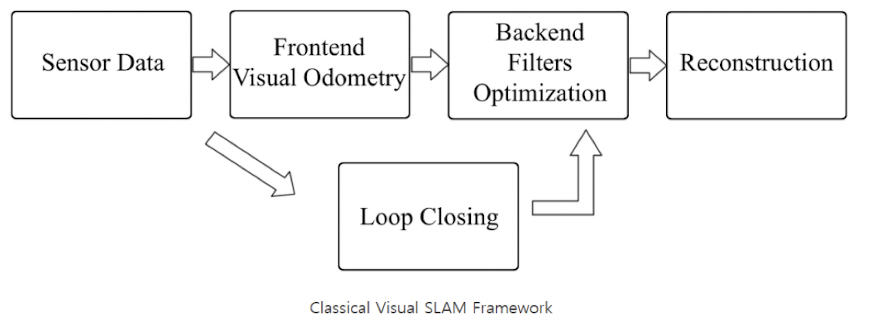 Sensor Data
Frontend
Visual Odometry
Backend
Filters
Optimization
Reconstruction
Loop Closing
Classical Visual SLAM Framework